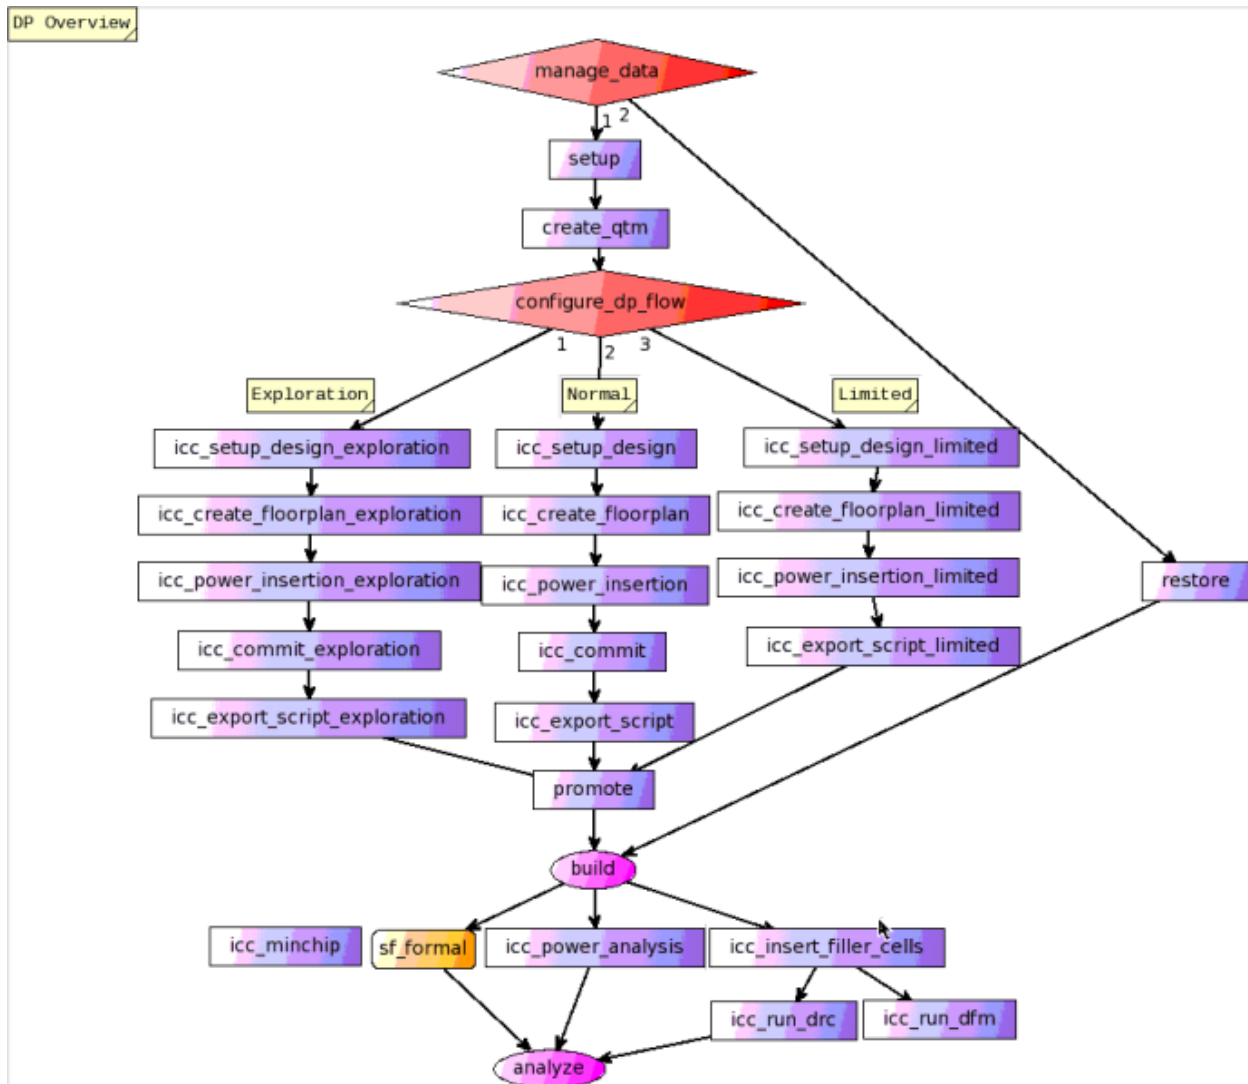 DP Overview
manage_data
1
2
setup
create_qtm
configure_dp_flow
1
2
3
Exploration
Normal
Limited
icc_setup_design_exploration
icc_setup_design
icc_setup_design_limited
icc_create_floorplan_exploration
icc_create_floorplan
icc_create_floorplan_limited
icc_power_insertion_exploration
icc_power_insertion
icc_power_insertion_limited
restore
icc_commit_exploration
icc_commit
icc_export_script_limited
icc_export_script_exploration
icc_export_script
promote
build
icc_minchip
sf_formal
icc_power_analysis
icc_insert_filler_cells
icc_run_drc
icc_run_dfm
analyze